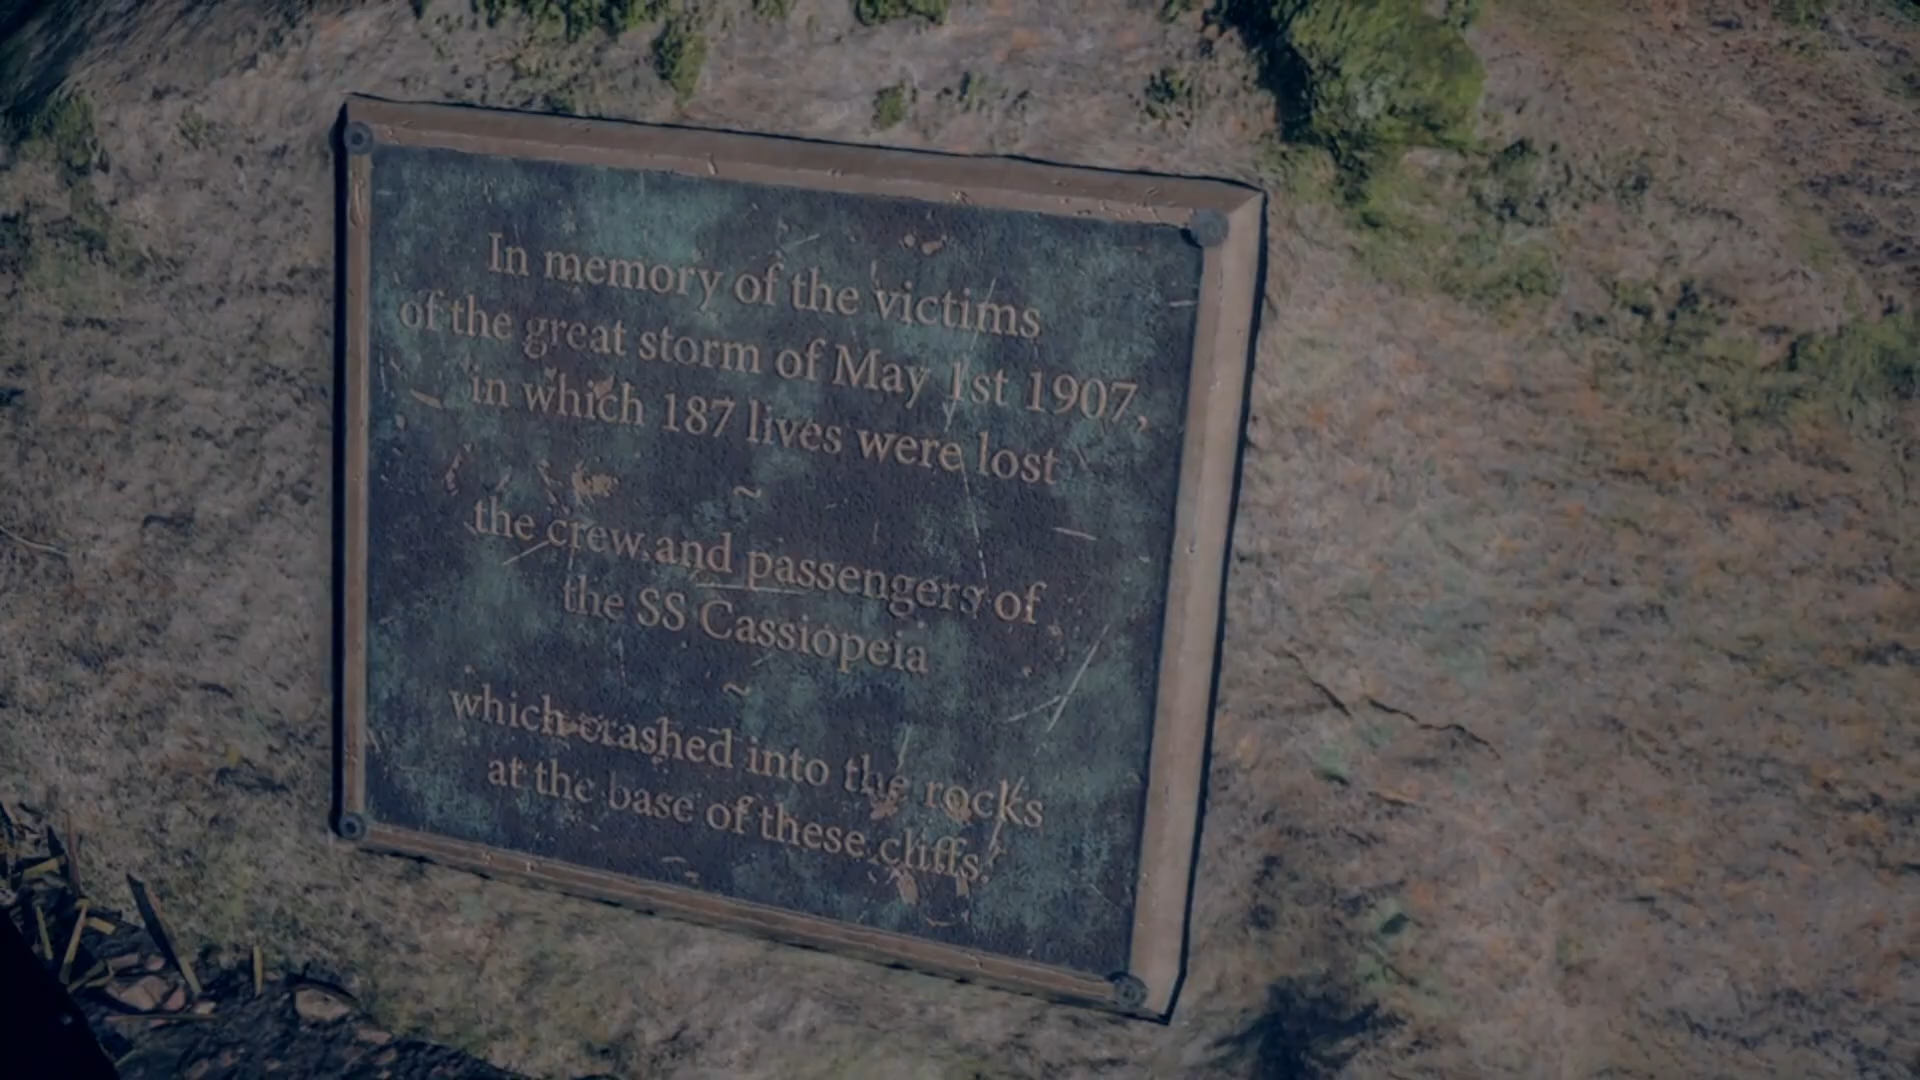 In memory of the victims
of the great storm of May 1st 1907,
in which 187 lives were lost
~
the crew and passengers of
the SS Cassiopeia
~
which crashed into the rocks
at the base of these cliffs.